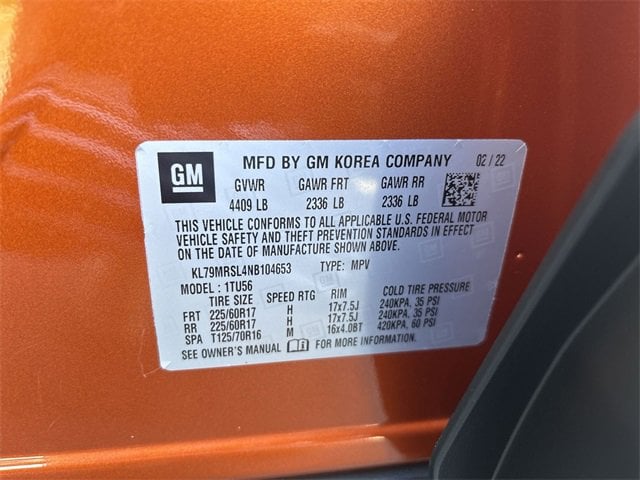 GM MFD BY GM KOREA COMPANY 02 / 22
GVWR GAWR FRT GAWR RR
4409 LB 2336 LB 2336 LB
THIS VEHICLE CONFORMS TO ALL APPLICABLE U.S. FEDERAL MOTOR
VEHICLE SAFETY AND THEFT PREVENTION STANDARDS IN EFFECT
ON THE DATE OF MANUFACTURE SHOWN ABOVE.
KL79MRSL4NB104653 TYPE: MPV
MODEL : 1TU56
TIRE SIZE SPEED RTG RIM COLD TIRE PRESSURE
FRT 225/60R17 H 17x7.5J 240KPA, 35 PSI
RR 225/60R17 H 17x7.5J 240KPA, 35 PSI
SPA T125/70R16 M 16x4.0BT 420KPA, 60 PSI
SEE OWNER'S MANUAL FOR MORE INFORMATION.